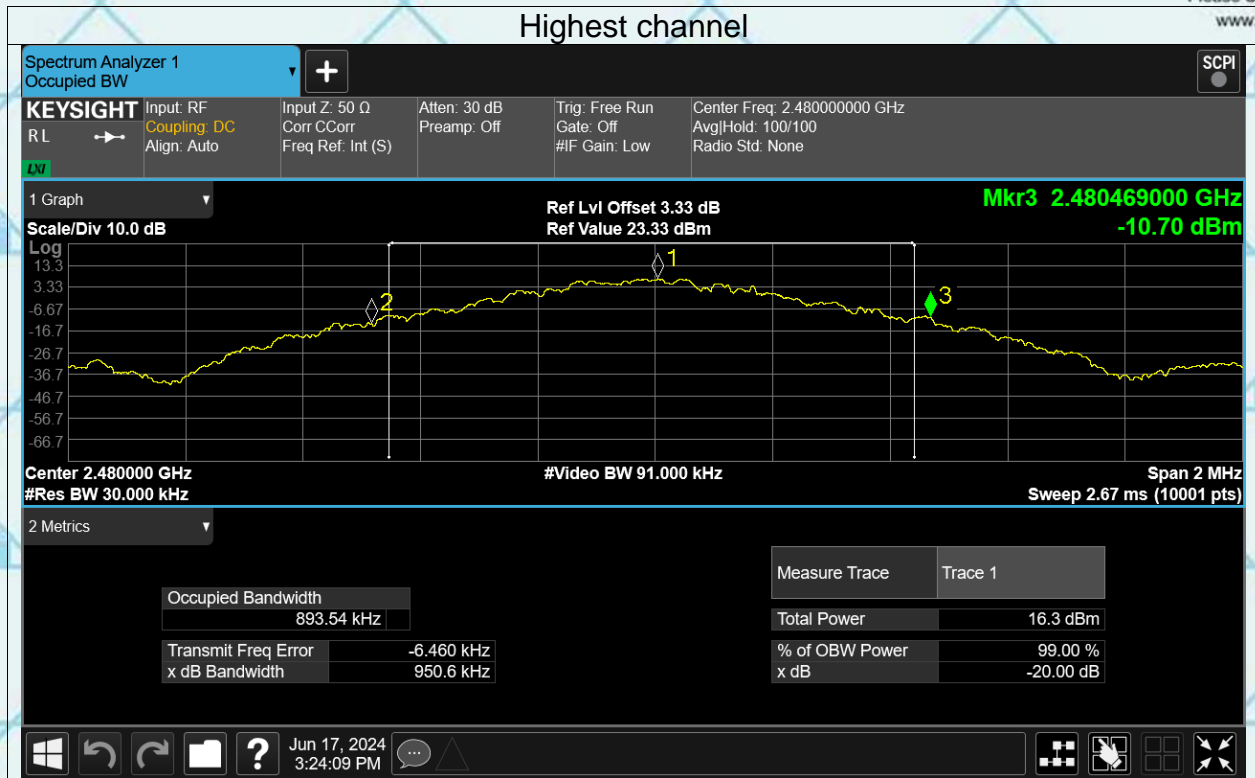 www.
Highest channel
Spectrum Analyzer 1
Occupied BW
SCPI
KEYSIGHT
R L
LXI
Input: RF
Coupling: DC
Align: Auto
Input Z: 50 Ω
Corr CCorr
Freq Ref: Int (S)
Atten: 30 dB
Preamp: Off
Trig: Free Run
Gate: Off
#IF Gain: Low
Center Freq: 2.480000000 GHz
Avg|Hold: 100/100
Radio Std: None
1 Graph
Scale/Div 10.0 dB
Ref Lvl Offset 3.33 dB
Ref Value 23.33 dBm
Mkr3 2.480469000 GHz
-10.70 dBm
Log
13.3
3.33
-6.67
-16.7
-26.7
-36.7
-46.7
-56.7
-66.7
1
2
3
Center 2.480000 GHz
#Video BW 91.000 kHz
Span 2 MHz
#Res BW 30.000 kHz
Sweep 2.67 ms (10001 pts)
2 Metrics
Measure Trace Trace 1
Occupied Bandwidth
893.54 kHz
Total Power 16.3 dBm
Transmit Freq Error -6.460 kHz
% of OBW Power 99.00 %
x dB Bandwidth 950.6 kHz
x dB -20.00 dB
?
Jun 17, 2024
3:24:09 PM